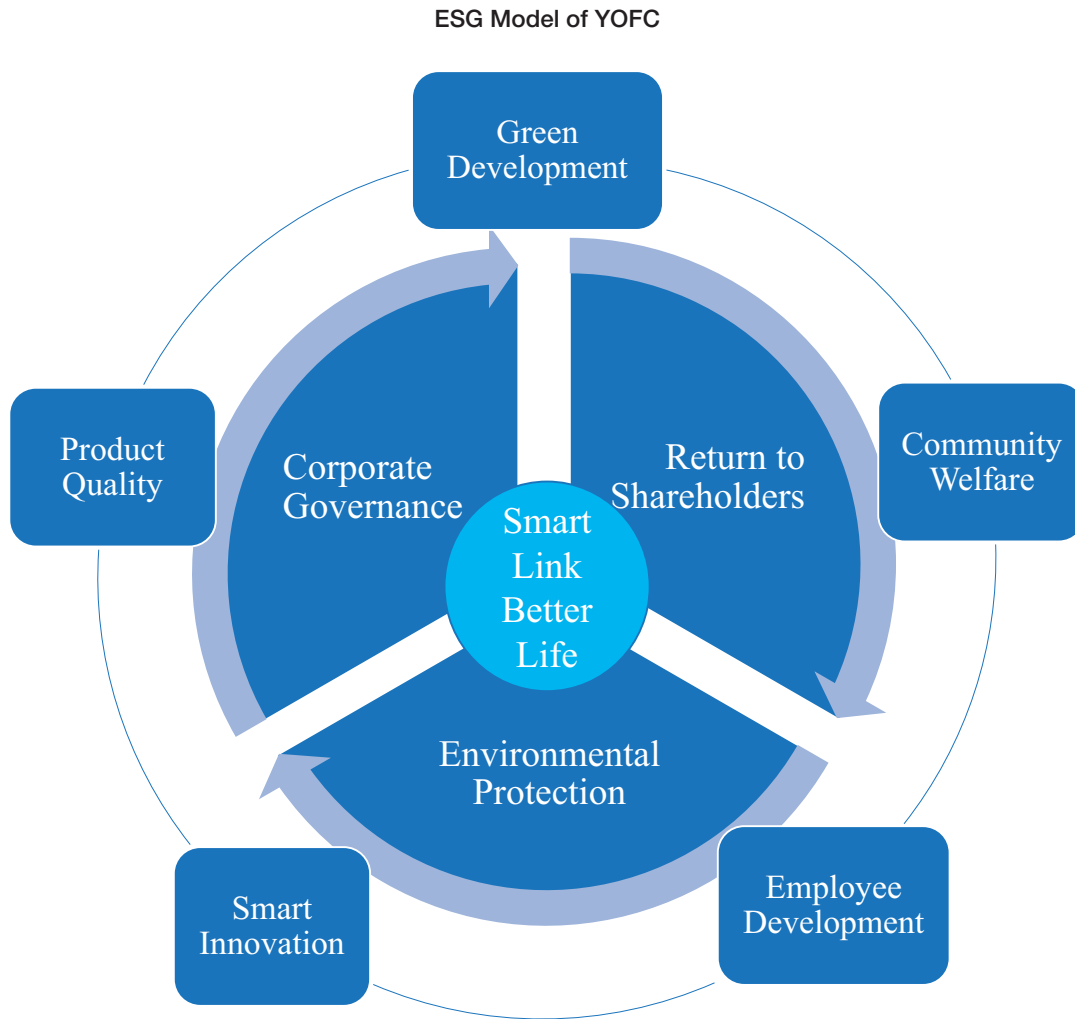 ESG Model of YOFC
Green
Development
Product
Quality
Corporate
Governance
Return to
Shareholders
Community
Welfare
Smart
Link
Better
Life
Environmental
Protection
Smart
Innovation
Employee
Development